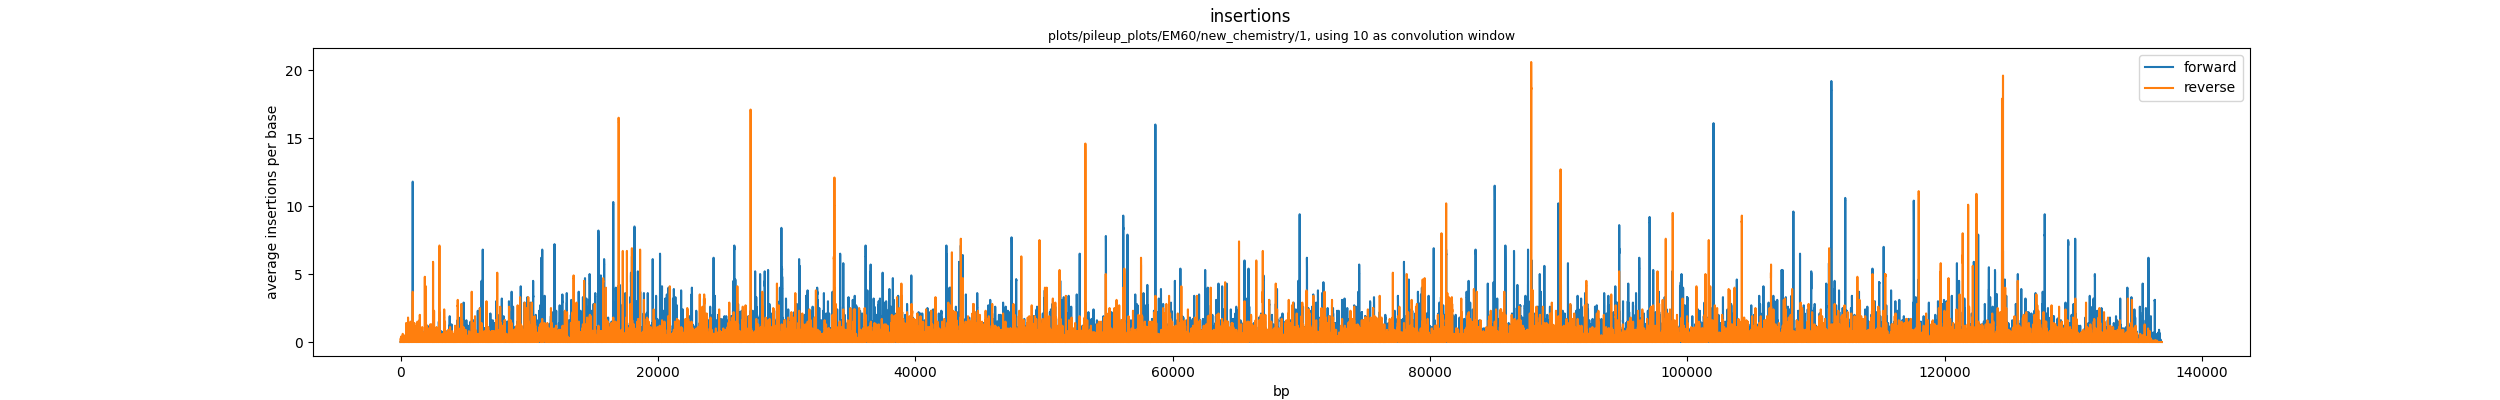 insertions
plots/pileup_plots/EM60/new_chemistry/1, using 10 as convolution window
average insertions per base
20
15
10
5
0
forward
reverse
0 20000 40000 60000 80000 100000 120000 140000
bp